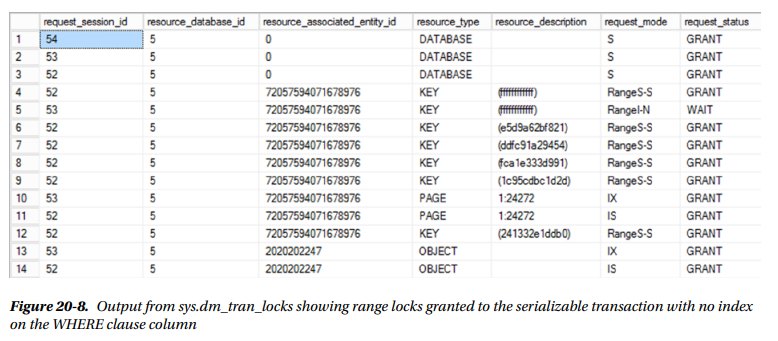 request_session_id resource_database_id resource_associated_entity_id resource_type resource_description request_mode request_status
1 54 5 0 DATABASE S GRANT
2 53 5 0 DATABASE S GRANT
3 52 5 0 DATABASE S GRANT
4 52 5 72057594071678976 KEY (ffffffffffff) RangeS-S GRANT
5 53 5 72057594071678976 KEY (ffffffffffff) RangeI-N WAIT
6 52 5 72057594071678976 KEY (e5d9a62bf821) RangeS-S GRANT
7 52 5 72057594071678976 KEY (ddfc91a29454) RangeS-S GRANT
8 52 5 72057594071678976 KEY (fca1e333d991) RangeS-S GRANT
9 52 5 72057594071678976 KEY (1c95cdbc1d2d) RangeS-S GRANT
10 53 5 72057594071678976 PAGE 1:24272 IX GRANT
11 52 5 72057594071678976 PAGE 1:24272 IS GRANT
12 52 5 72057594071678976 KEY (241332e1ddb0) RangeS-S GRANT
13 53 5 2020202247 OBJECT IX GRANT
14 52 5 2020202247 OBJECT IS GRANT
Figure 20-8. Output from sys.dm_tran_locks showing range locks granted to the serializable transaction with no index
on the WHERE clause column